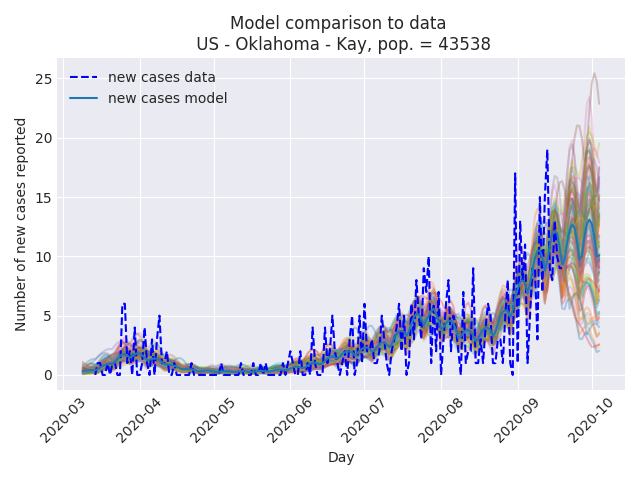 Model comparison to data
US - Oklahoma - Kay, pop. = 43538
new cases data
new cases model
Number of new cases reported
25
20
15
10
5
0
2020-03
2020-04
2020-05
2020-06
2020-07
2020-08
2020-09
2020-10
Day